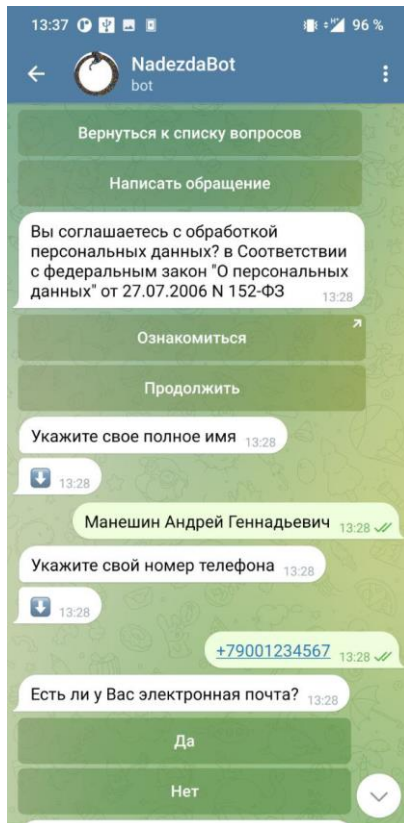 13:37 96 %
NadezdaBot
bot
Вернуться к списку вопросов
Написать обращение
Вы соглашаетесь с обработкой
персональных данных? в Соответствии
с федеральным закон "О персональных
данных" от 27.07.2006 N 152-ФЗ 13:28
Ознакомиться
Продолжить
Укажите свое полное имя 13:28
13:28
Манешин Андрей Геннадьевич 13:28
Укажите свой номер телефона 13:28
13:28
+79001234567 13:28
Есть ли у Вас электронная почта? 13:28
Да
Нет